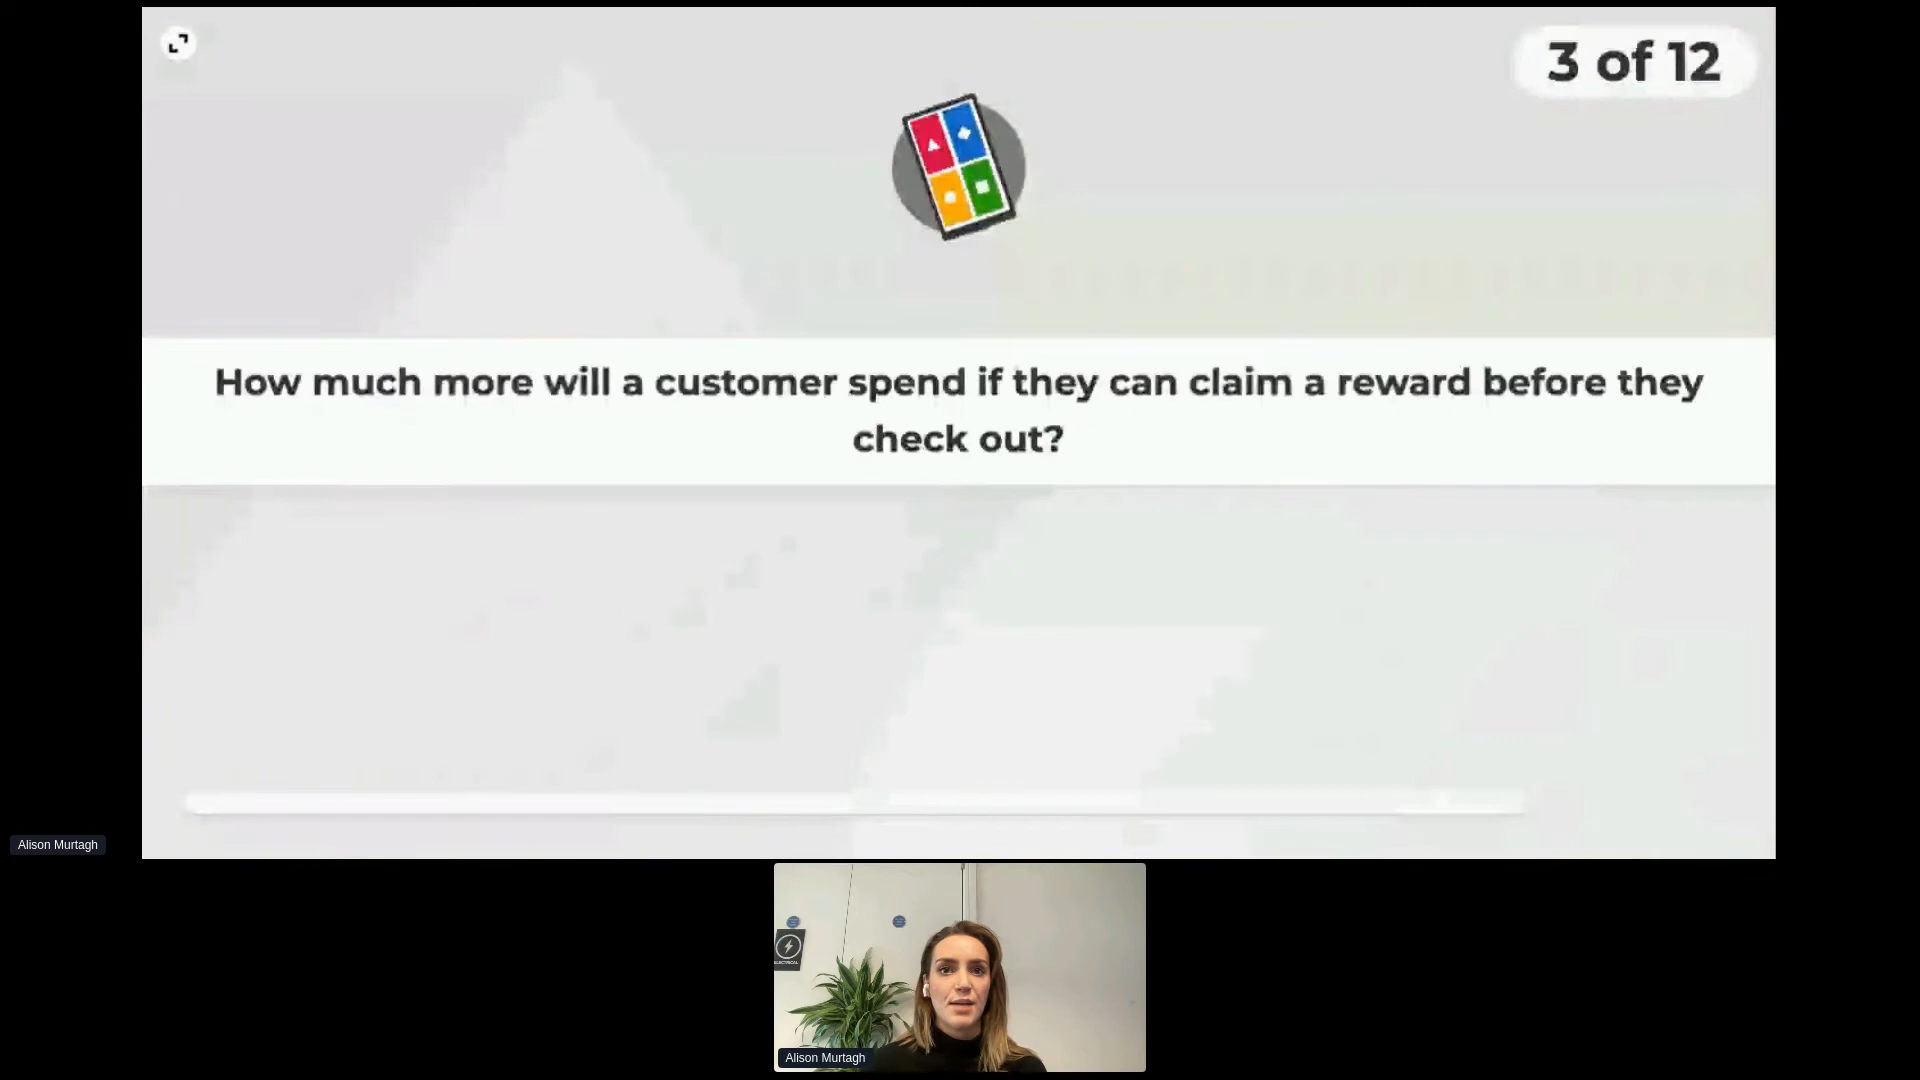 3 of 12
How much more will a customer spend if they can claim a reward before they
check out?
Alison Murtagh
ELECTRICAL
Alison Murtagh